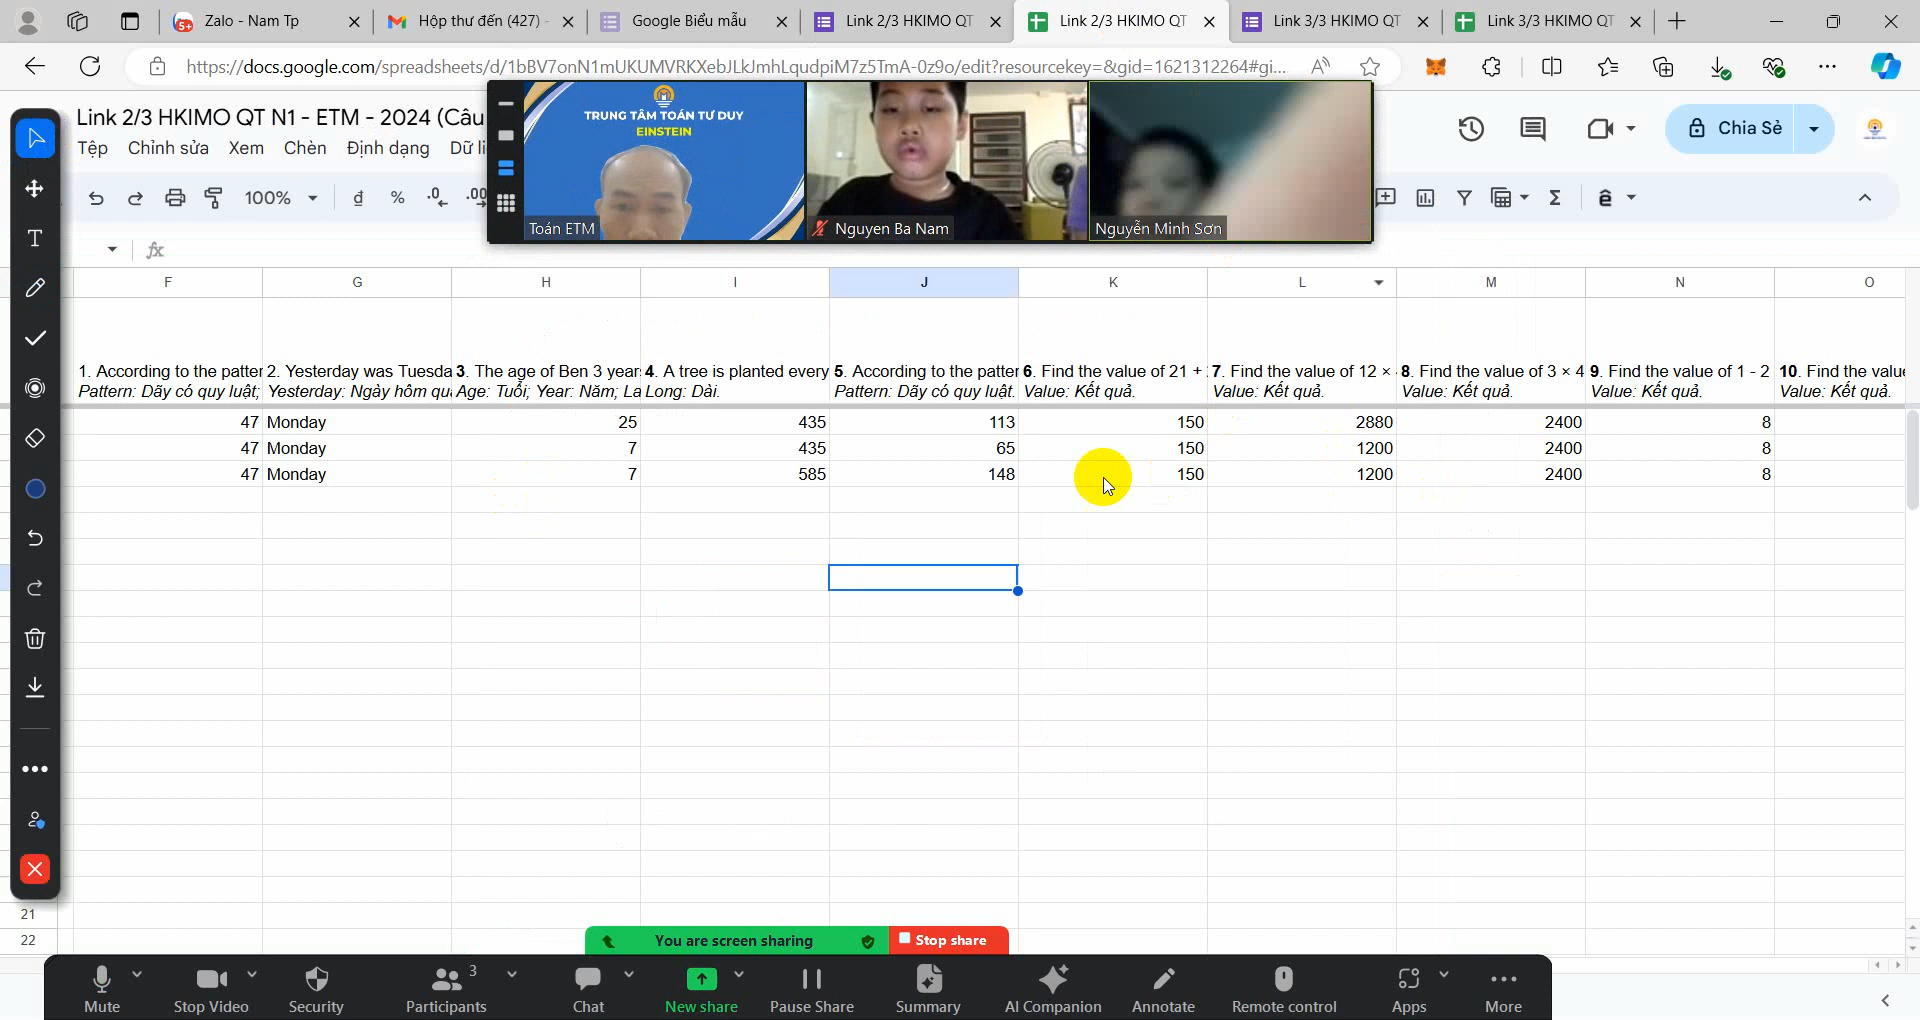 Zalo - Nam Tp
Hộp thư đến (427) -
Google Biểu mẫu
Link 2/3 HKIMO QT
Link 2/3 HKIMO QT
Link 3/3 HKIMO QT
Link 3/3 HKIMO QT
https://docs.google.com/spreadsheets/d/1bBV7onN1mUKUMVRKXebJLkJmhLqudpiM7z5TmA-0z9o/edit?resourcekey=&gid=1621312264#gi...
Link 2/3 HKIMO QT N1 - ETM - 2024 (Câu
Chia Sẻ
Tệp Chỉnh sửa Xem Chèn Định dạng Dữ li
100% đ % .0 .00
TRUNG TÂM TOÁN TƯ DUY
EINSTEIN
Toán ETM
Nguyen Ba Nam
Nguyễn Minh Sơn
F G H I J K L M N O
1. According to the patter 2. Yesterday was Tuesda 3. The age of Ben 3 year 4. A tree is planted every 5. According to the patter 6. Find the value of 21 + 7. Find the value of 12 × 8. Find the value of 3 × 4 9. Find the value of 1 - 2 10. Find the valu
Pattern: Dãy có quy luật; Yesterday: Ngày hôm qu Age: Tuổi; Year: Năm; La Long: Dài. Pattern: Dãy có quy luật. Value: Kết quả. Value: Kết quả. Value: Kết quả. Value: Kết quả. Value: Kết quả.
47 Monday 25 435 113 150 2880 2400 8
47 Monday 7 435 65 150 1200 2400 8
47 Monday 7 585 148 150 1200 2400 8
21
22
You are screen sharing Stop share
3
Mute Stop Video Security Participants Chat New share Pause Share Summary AI Companion Annotate Remote control Apps More